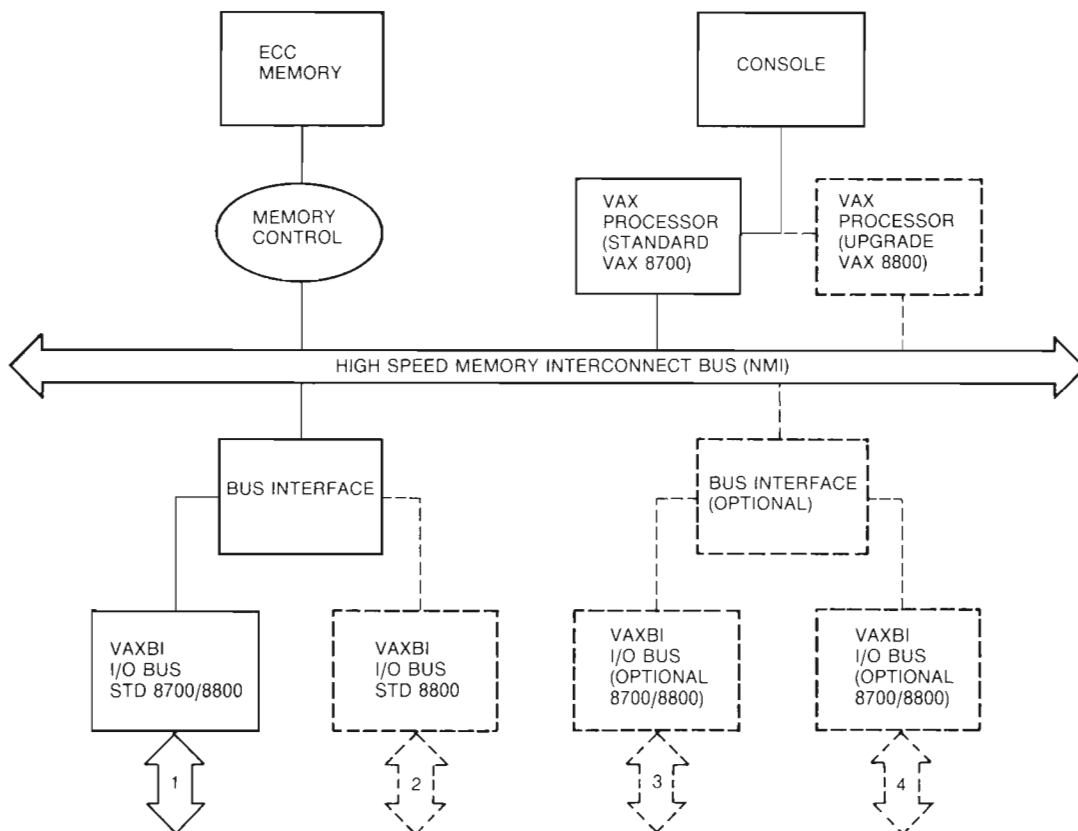 ECC
MEMORY
CONSOLE
MEMORY
CONTROL
VAX
PROCESSOR
(STANDARD
VAX 8700)
VAX
PROCESSOR
(UPGRADE
VAX 8800)
HIGH SPEED MEMORY INTERCONNECT BUS (NMI)
BUS INTERFACE
BUS INTERFACE
(OPTIONAL)
VAXBI
I/O BUS
STD 8700/8800
VAXBI
I/O BUS
STD 8800
VAXBI
I/O BUS
(OPTIONAL
8700/8800)
VAXBI
I/O BUS
(OPTIONAL
8700/8800)
1
2
3
4